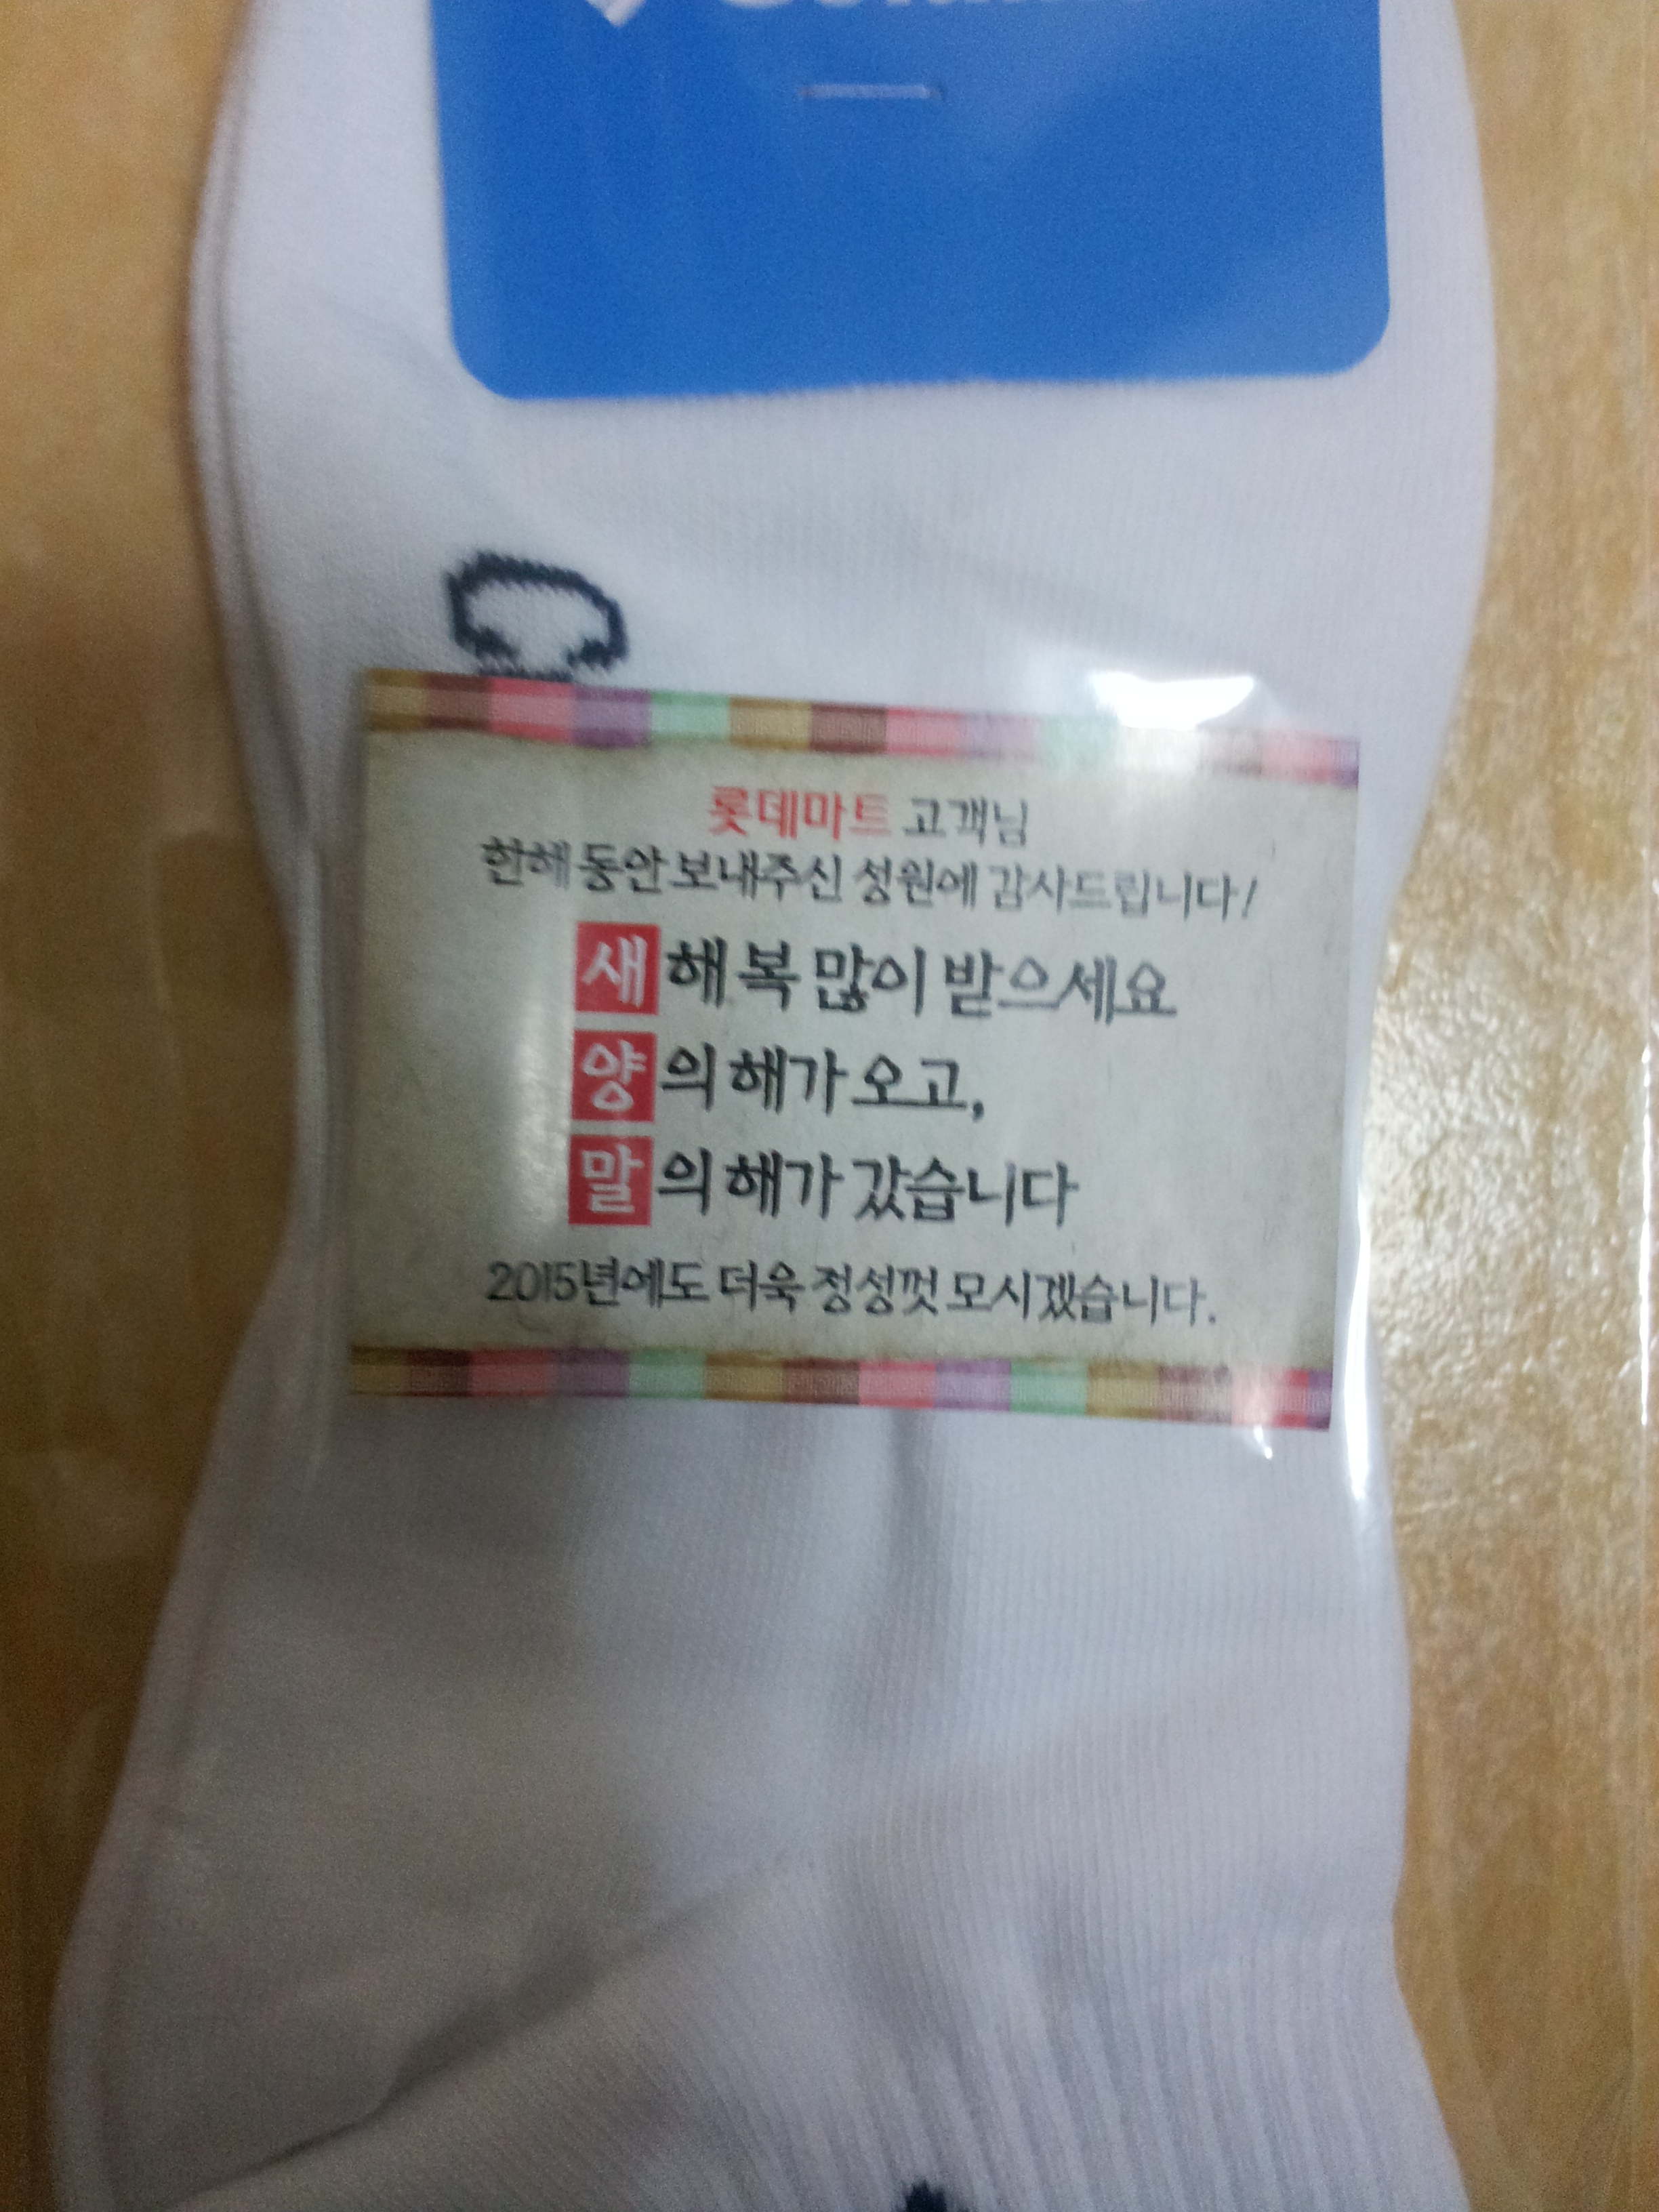 롯데마트 고객님
한해 동안 보내주신 성원에 감사드립니다!
새해 복 많이 받으세요
양의 해가 오고,
말의 해가 갔습니다
2015년에도 더욱 정성껏 모시겠습니다.